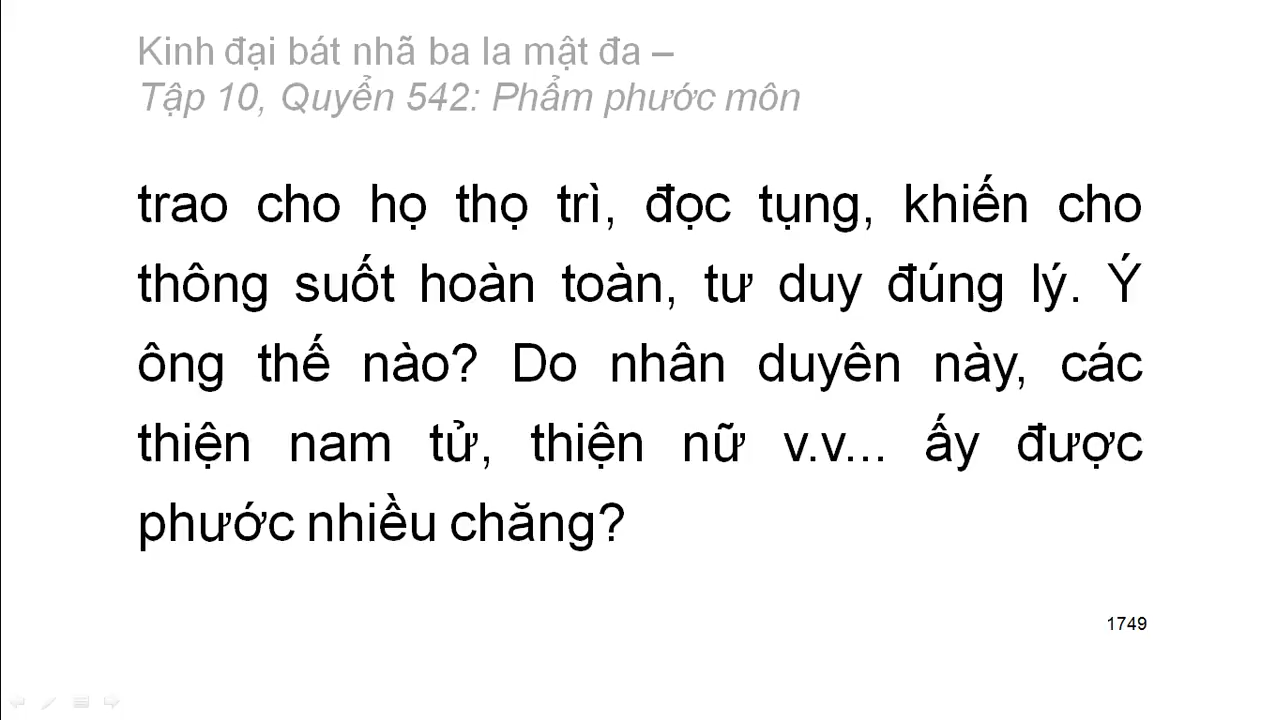 Kinh đại bát nhã ba la mật đa –
Tập 10, Quyển 542: Phẩm phước môn
trao cho họ thọ trì, đọc tụng, khiến cho
thông suốt hoàn toàn, tư duy đúng lý. Ý
ông thế nào? Do nhân duyên này, các
thiện nam tử, thiện nữ v.v... ấy được
phước nhiều chăng?
1749